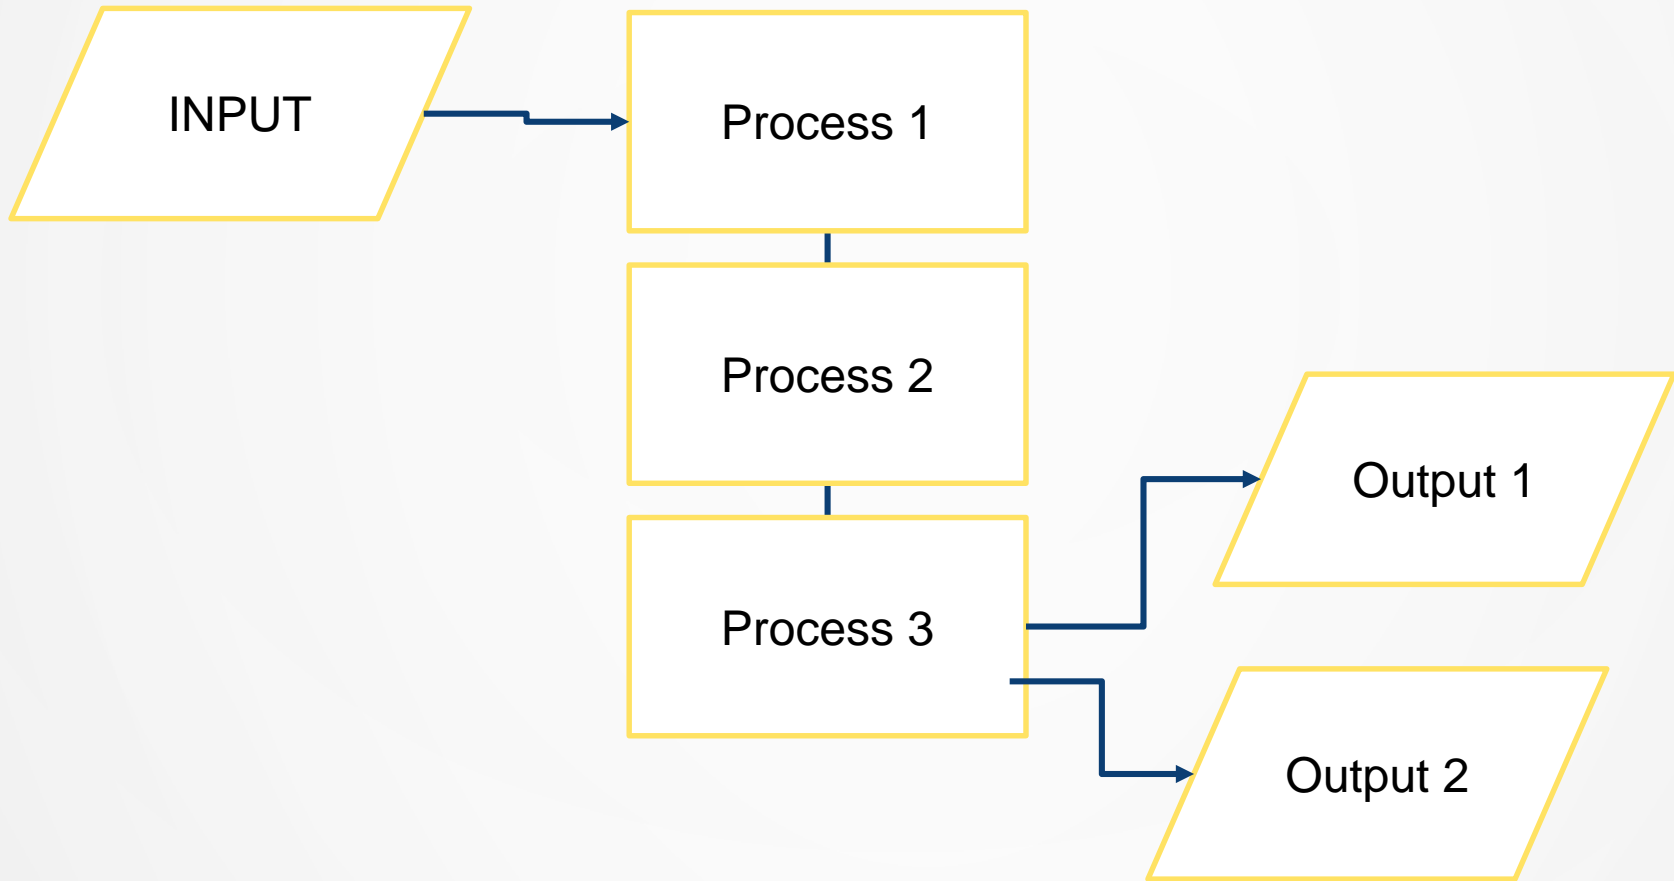 INPUT
Process 1
Process 2
Process 3
Output 1
Output 2